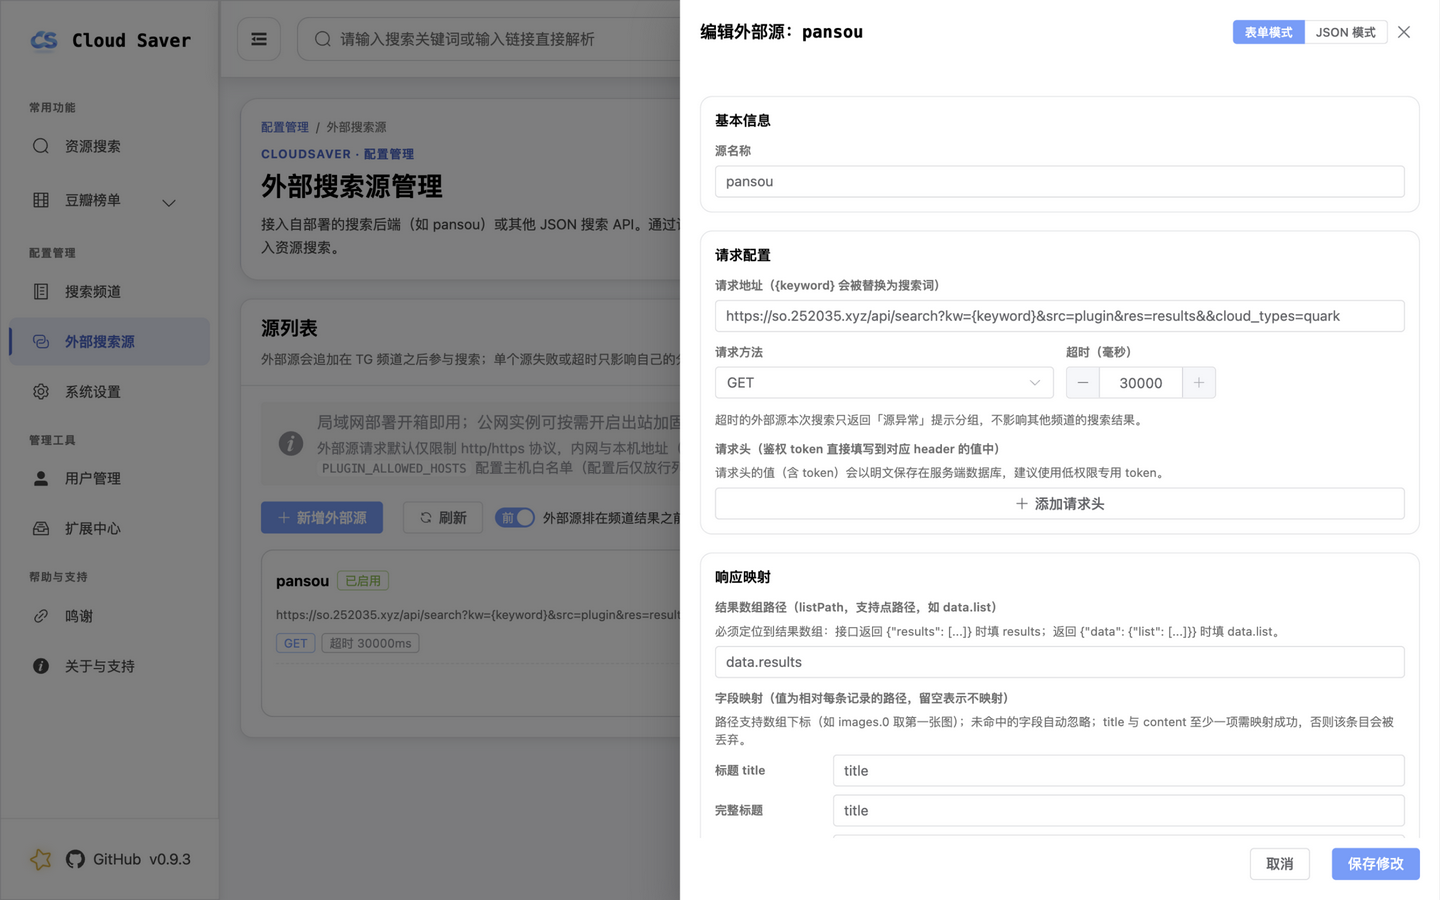 Cloud Saver
常用功能
资源搜索
豆瓣榜单
配置管理
搜索频道
外部搜索源
系统设置
管理工具
用户管理
扩展中心
帮助与支持
鸣谢
关于与支持
GitHub v0.9.3
请输入搜索关键词或输入链接直接解析
配置管理 / 外部搜索源
CLOUDSAVER · 配置管理
外部搜索源管理
接入自部署的搜索后端（如 pansou）或其他 JSON 搜索 API。通过
入资源搜索。
源列表
外部源会追加在 TG 频道之后参与搜索；单个源失败或超时只影响自己的
局域网部署开箱即用；公网实例可按需开启出站加固
外部源请求默认仅限制 http/https 协议，内网与本机地址（
PLUGIN_ALLOWED_HOSTS 配置主机白名单（配置后仅放行列
新增外部源
刷新
前
外部源排在频道结果之前
pansou 已启用
https://so.252035.xyz/api/search?kw={keyword}&src=plugin&res=result
GET 超时 30000ms
编辑外部源：pansou
表单模式 JSON 模式
基本信息
源名称
pansou
请求配置
请求地址（{keyword} 会被替换为搜索词）
https://so.252035.xyz/api/search?kw={keyword}&src=plugin&res=results&&cloud_types=quark
请求方法 超时（毫秒）
GET 30000
超时的外部源本次搜索只返回「源异常」提示分组，不影响其他频道的搜索结果。
请求头（鉴权 token 直接填写到对应 header 的值中）
请求头的值（含 token）会以明文保存在服务端数据库，建议使用低权限专用 token。
添加请求头
响应映射
结果数组路径（listPath，支持点路径，如 data.list）
必须定位到结果数组：接口返回 {"results": [...]} 时填 results；返回 {"data": {"list": [...]}} 时填 data.list。
data.results
字段映射（值为相对每条记录的路径，留空表示不映射）
路径支持数组下标（如 images.0 取第一张图）；未命中的字段自动忽略；title 与 content 至少一项需映射成功，否则该条目会被
丢弃。
标题 title title
完整标题 title
取消 保存修改